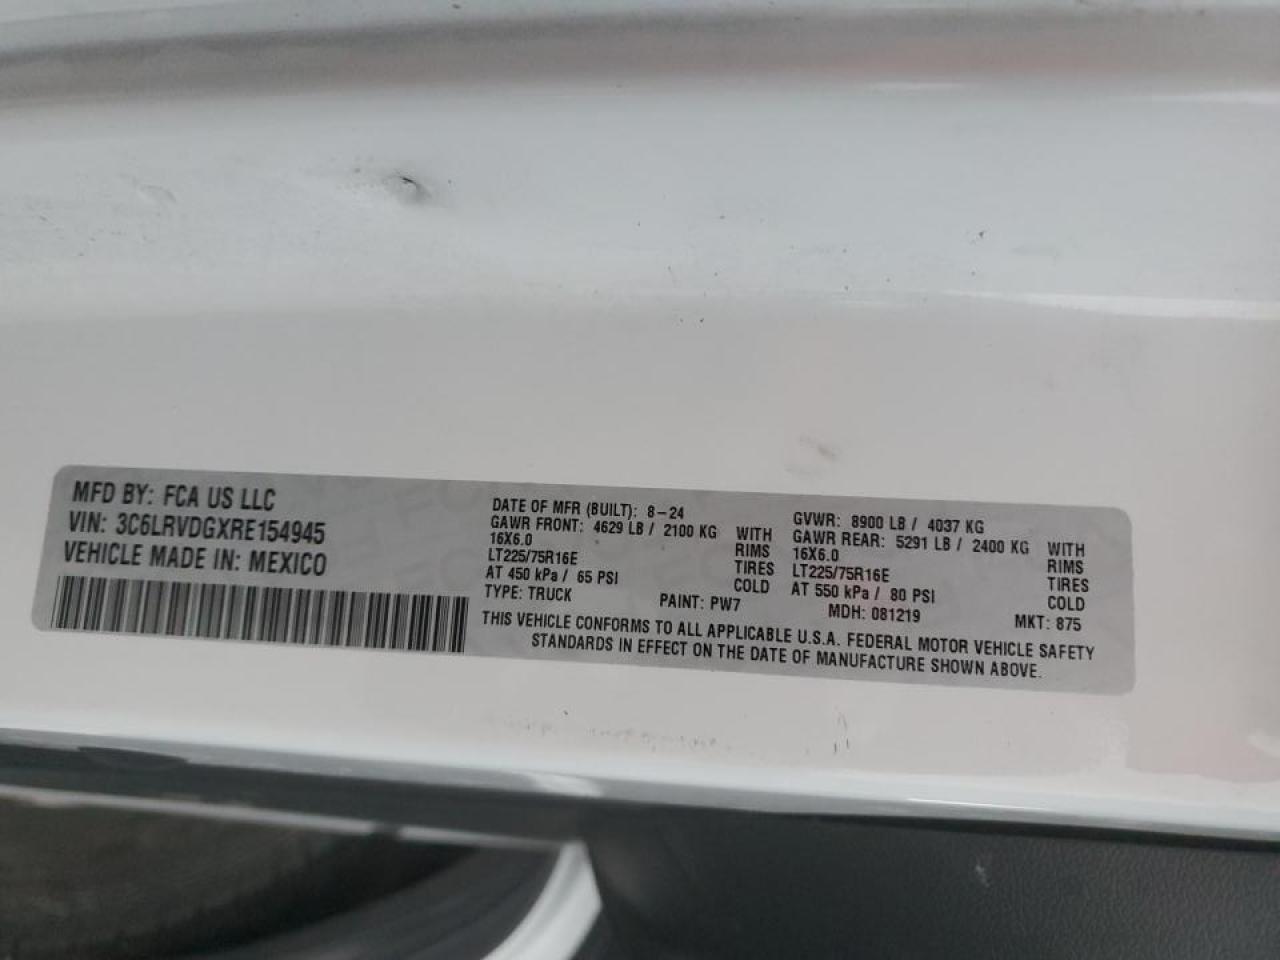 MFD BY: FCA US LLC
VIN: 3C6LRVDGXRE154945
VEHICLE MADE IN: MEXICO
DATE OF MFR (BUILT): 8-24
GAWR FRONT: 4629 LB / 2100 KG WITH
16X6.0 RIMS
LT225/75R16E TIRES
AT 450 kPa / 65 PSI COLD
TYPE: TRUCK PAINT: PW7
GVWR: 8900 LB / 4037 KG
GAWR REAR: 5291 LB / 2400 KG WITH
16X6.0 RIMS
LT225/75R16E TIRES
AT 550 kPa / 80 PSI COLD
MDH: 081219 MKT: 875
THIS VEHICLE CONFORMS TO ALL APPLICABLE U.S.A. FEDERAL MOTOR VEHICLE SAFETY
STANDARDS IN EFFECT ON THE DATE OF MANUFACTURE SHOWN ABOVE.